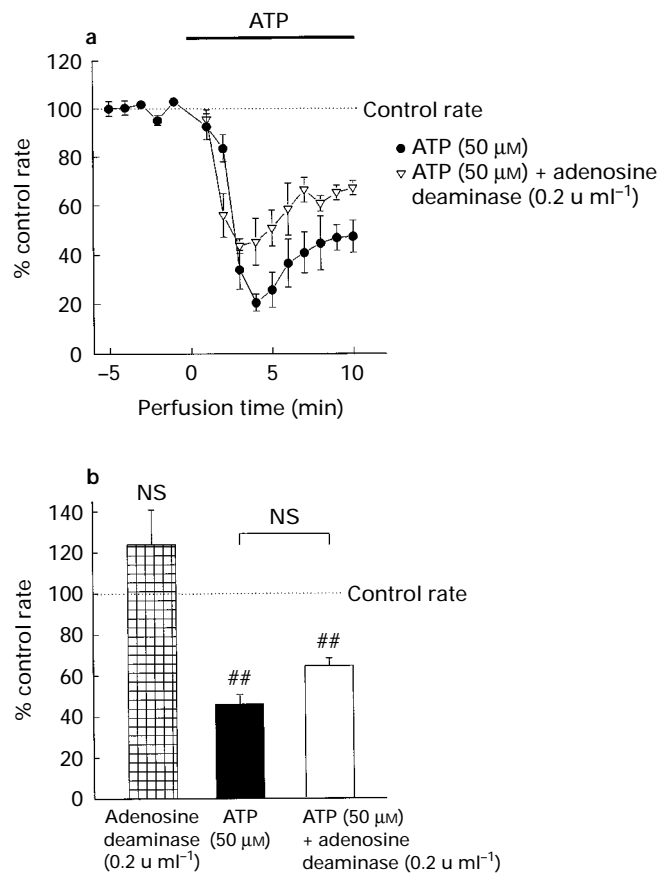 ATP
a
120
100
80
60
40
20
0
% control rate
Control rate
ATP (50 μM)
ATP (50 μM) + adenosine
deaminase (0.2 u ml⁻¹)
−5
0
5
10
Perfusion time (min)
b
NS
NS
140
120
100
80
60
40
20
0
% control rate
Control rate
##
##
Adenosine
deaminase
(0.2 u ml⁻¹)
ATP
(50 μM)
ATP (50 μM)
+ adenosine
deaminase (0.2 u ml⁻¹)